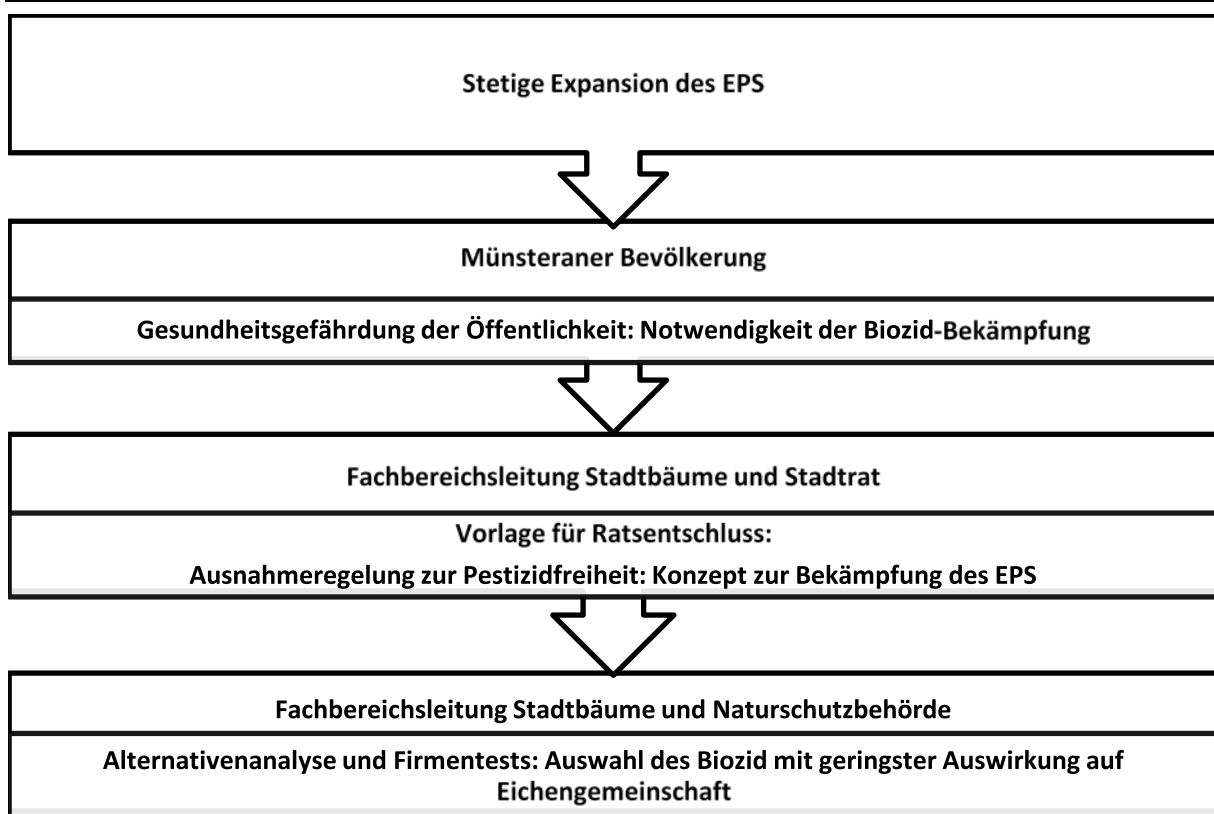 Stetige Expansion des EPS
Münsteraner Bevölkerung
Gesundheitsgefährdung der Öffentlichkeit: Notwendigkeit der Biozid-Bekämpfung
Fachbereichsleitung Stadtbäume und Stadtrat
Vorlage für Ratsentschluss:
Ausnahmeregelung zur Pestizidfreiheit: Konzept zur Bekämpfung des EPS
Fachbereichsleitung Stadtbäume und Naturschutzbehörde
Alternativenanalyse und Firmentests: Auswahl des Biozid mit geringster Auswirkung auf
Eichengemeinschaft